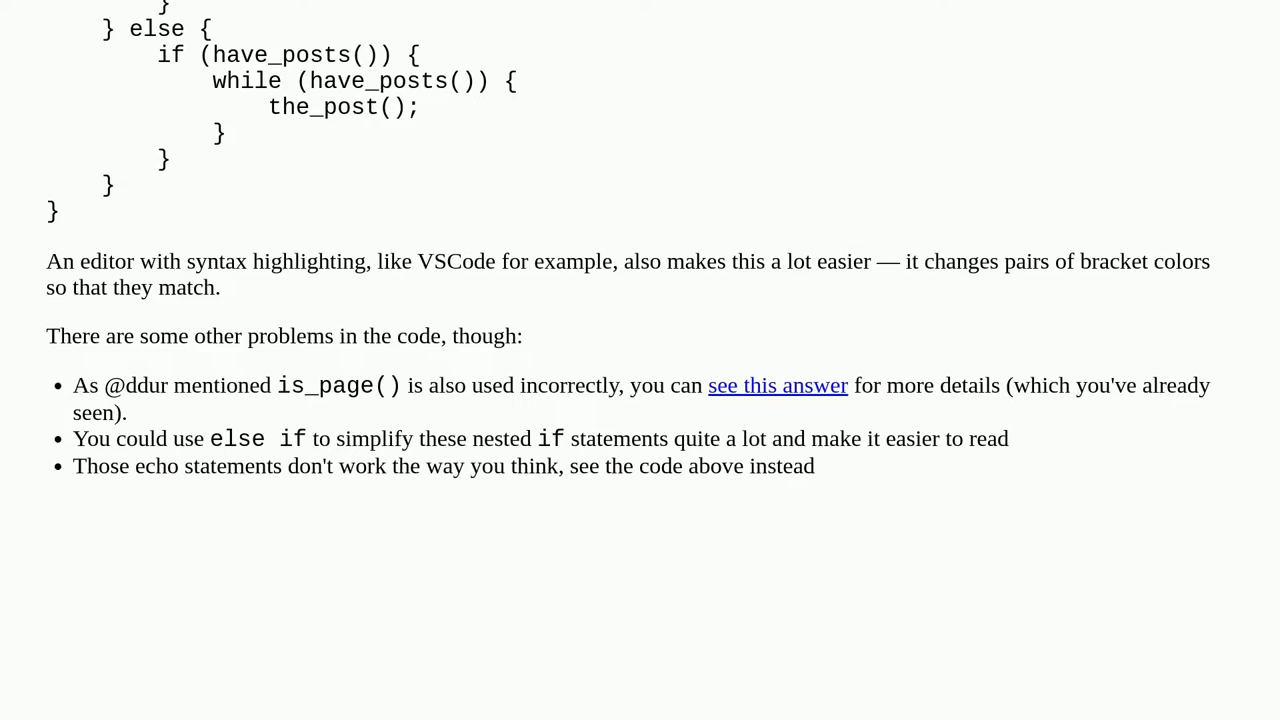 }
} else {
if (have_posts()) {
while (have_posts()) {
the_post();
}
}
}
}
An editor with syntax highlighting, like VSCode for example, also makes this a lot easier — it changes pairs of bracket colors
so that they match.
There are some other problems in the code, though:
• As @ddur mentioned is_page() is also used incorrectly, you can see this answer for more details (which you've already
seen).
• You could use else if to simplify these nested if statements quite a lot and make it easier to read
• Those echo statements don't work the way you think, see the code above instead